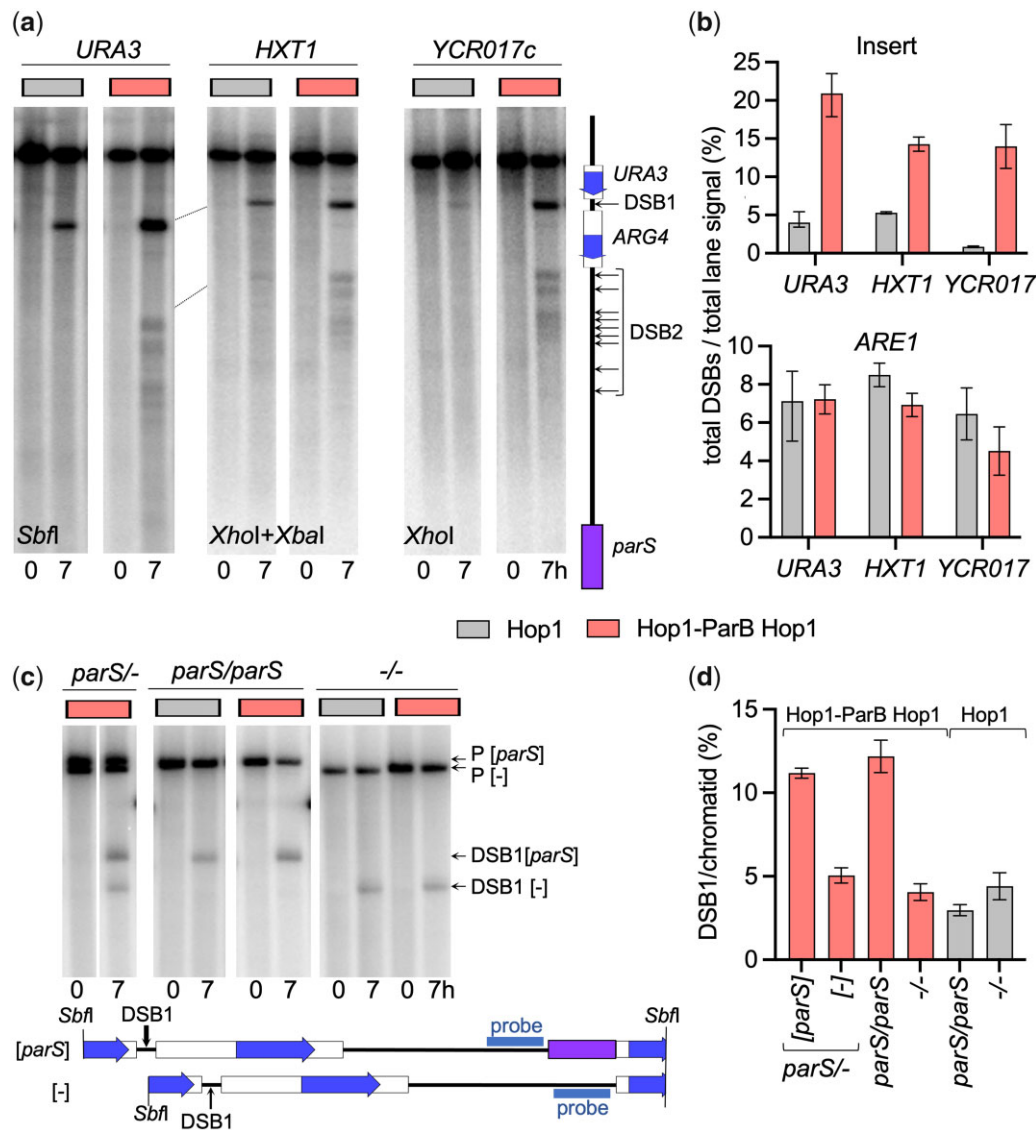 (a)
URA3 HXT1 YCR017c
URA3
DSB1
ARG4
DSB2
parS
SbfI XhoI+XbaI XhoI
0 7 0 7 0 7 0 7 0 7 0 7h
(b)
Insert
25
20
15
10
5
0
URA3 HXT1 YCR017
total DSBs / total lane signal (%)
ARE1
10
8
6
4
2
0
URA3 HXT1 YCR017
Hop1 Hop1-ParB Hop1
(c)
parS/- parS/parS -/-
P [parS]
P [-]
DSB1[parS]
DSB1 [-]
0 7 0 7 0 7 0 7 0 7h
SbfI DSB1 SbfI
probe
[parS]
[-]
SbfI DSB1 probe
(d)
Hop1-ParB Hop1 Hop1
15
10
5
0
DSB1/chromatid (%)
[parS] [-] parS/parS -/- parS/parS -/-
parS/-